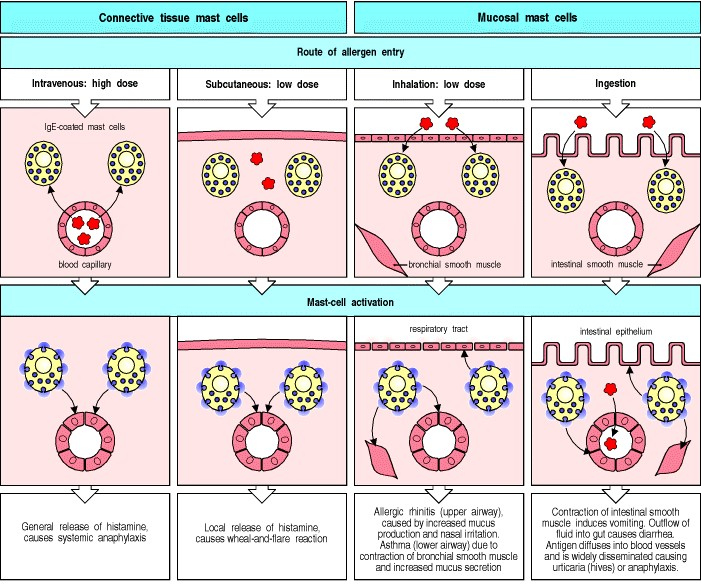 Connective tissue mast cells
Mucosal mast cells
Route of allergen entry
Intravenous: high dose
Subcutaneous: low dose
Inhalation: low dose
Ingestion
IgE-coated mast cells
blood capillary
bronchial smooth muscle
intestinal smooth muscle
Mast-cell activation
respiratory tract
intestinal epithelium
General release of histamine,
causes systemic anaphylaxis
Local release of histamine,
causes wheal-and-flare reaction
Allergic rhinitis (upper airway),
caused by increased mucus
production and nasal irritation.
Asthma (lower airway) due to
contraction of bronchial smooth muscle
and increased mucus secretion
Contraction of intestinal smooth
muscle induces vomiting. Outflow of
fluid into gut causes diarrhea.
Antigen diffuses into blood vessels
and is widely disseminated causing
urticaria (hives) or anaphylaxis.